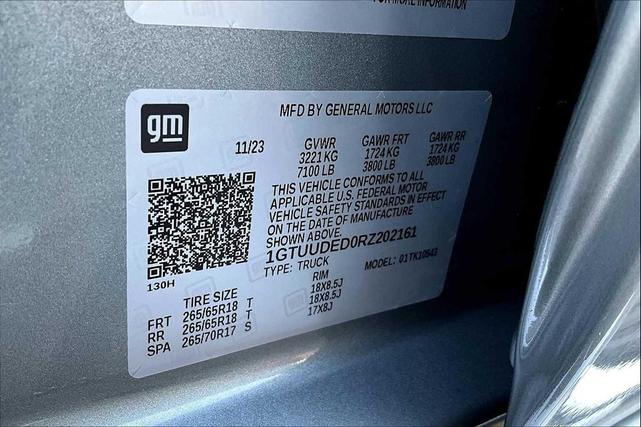 FOR MORE INFORMATION
gm
MFD BY GENERAL MOTORS LLC
11/23 GVWR GAWR FRT GAWR RR
3221 KG 1724 KG 1724 KG
7100 LB 3800 LB 3800 LB
THIS VEHICLE CONFORMS TO ALL
APPLICABLE U.S. FEDERAL MOTOR
VEHICLE SAFETY STANDARDS IN EFFECT
ON THE DATE OF MANUFACTURE
SHOWN ABOVE.
1GTUUDED0RZ202161
TYPE: TRUCK MODEL: 01TK10543
130H
TIRE SIZE RIM
FRT 265/65R18 T 18X8.5J
RR 265/65R18 T 18X8.5J
SPA 265/70R17 S 17X8J